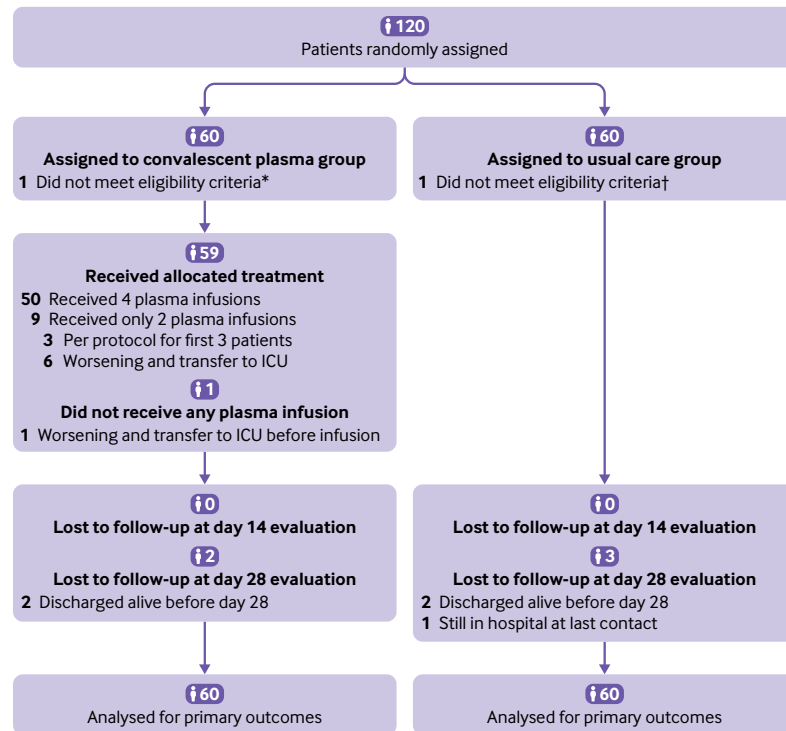 120
Patients randomly assigned
60
Assigned to convalescent plasma group
1 Did not meet eligibility criteria*
60
Assigned to usual care group
1 Did not meet eligibility criteria†
59
Received allocated treatment
50 Received 4 plasma infusions
9 Received only 2 plasma infusions
3 Per protocol for first 3 patients
6 Worsening and transfer to ICU
1
Did not receive any plasma infusion
1 Worsening and transfer to ICU before infusion
0
Lost to follow-up at day 14 evaluation
2
Lost to follow-up at day 28 evaluation
2 Discharged alive before day 28
0
Lost to follow-up at day 14 evaluation
3
Lost to follow-up at day 28 evaluation
2 Discharged alive before day 28
1 Still in hospital at last contact
60
Analysed for primary outcomes
60
Analysed for primary outcomes